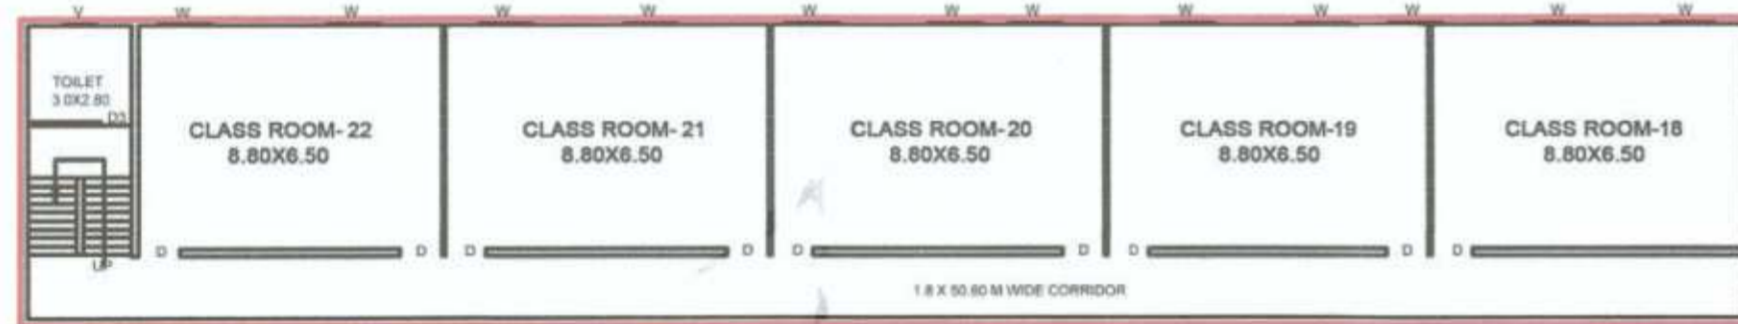 V W W W W W W W W W W W W
TOILET
3.0X2.80
D3
CLASS ROOM- 22
8.80X6.50
CLASS ROOM- 21
8.80X6.50
CLASS ROOM- 20
8.80X6.50
CLASS ROOM-19
8.80X6.50
CLASS ROOM-18
8.80X6.50
D D D D D D D D D
UP
1.8 X 50.60 M WIDE CORRIDOR